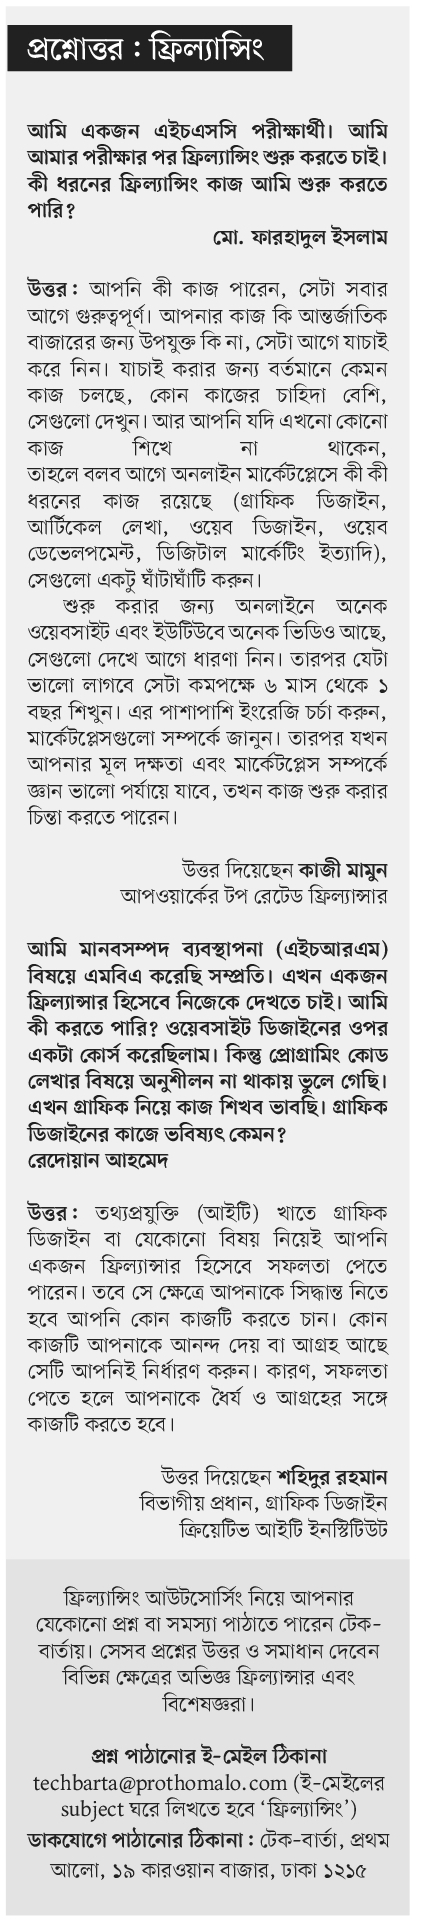 প্রশ্নোত্তর : ফ্রিল্যান্সিং
আমি একজন এইচএসসি পরীক্ষার্থী। আমি
আমার পরীক্ষার পর ফ্রিল্যান্সিং শুরু করতে চাই।
কী ধরনের ফ্রিল্যান্সিং কাজ আমি শুরু করতে
পারি?
মো. ফারহাদুল ইসলাম
উত্তর: আপনি কী কাজ পারেন, সেটা সবার
আগে গুরুত্বপূর্ণ। আপনার কাজ কি আন্তর্জাতিক
বাজারের জন্য উপযুক্ত কি না, সেটা আগে যাচাই
করে নিন। যাচাই করার জন্য বর্তমানে কেমন
কাজ চলছে, কোন কাজের চাহিদা বেশি,
সেগুলো দেখুন। আর আপনি যদি এখনো কোনো
কাজ শিখে না থাকেন,
তাহলে বলব আগে অনলাইন মার্কেটপ্লেসে কী কী
ধরনের কাজ রয়েছে (গ্রাফিক ডিজাইন,
আর্টিকেল লেখা, ওয়েব ডিজাইন, ওয়েব
ডেভেলপমেন্ট, ডিজিটাল মার্কেটিং ইত্যাদি),
সেগুলো একটু ঘাঁটাঘাঁটি করুন।
শুরু করার জন্য অনলাইনে অনেক
ওয়েবসাইট এবং ইউটিউবে অনেক ভিডিও আছে,
সেগুলো দেখে আগে ধারণা নিন। তারপর যেটা
ভালো লাগবে সেটা কমপক্ষে ৬ মাস থেকে ১
বছর শিখুন। এর পাশাপাশি ইংরেজি চর্চা করুন,
মার্কেটপ্লেসগুলো সম্পর্কে জানুন। তারপর যখন
আপনার মূল দক্ষতা এবং মার্কেটপ্লেস সম্পর্কে
জ্ঞান ভালো পর্যায়ে যাবে, তখন কাজ শুরু করার
চিন্তা করতে পারেন।
উত্তর দিয়েছেন কাজী মামুন
আপওয়ার্কের টপ রেটেড ফ্রিল্যান্সার
আমি মানবসম্পদ ব্যবস্থাপনা (এইচআরএম)
বিষয়ে এমবিএ করেছি সম্প্রতি। এখন একজন
ফ্রিল্যান্সার হিসেবে নিজেকে দেখতে চাই। আমি
কী করতে পারি? ওয়েবসাইট ডিজাইনের ওপর
একটা কোর্স করেছিলাম। কিন্তু প্রোগ্রামিং কোড
লেখার বিষয়ে অনুশীলন না থাকায় ভুলে গেছি।
এখন গ্রাফিক নিয়ে কাজ শিখব ভাবছি। গ্রাফিক
ডিজাইনের কাজে ভবিষ্যৎ কেমন?
রেদোয়ান আহমেদ
উত্তর: তথ্যপ্রযুক্তি (আইটি) খাতে গ্রাফিক
ডিজাইন বা যেকোনো বিষয় নিয়েই আপনি
একজন ফ্রিল্যান্সার হিসেবে সফলতা পেতে
পারেন। তবে সে ক্ষেত্রে আপনাকে সিদ্ধান্ত নিতে
হবে আপনি কোন কাজটি করতে চান। কোন
কাজটি আপনাকে আনন্দ দেয় বা আগ্রহ আছে
সেটি আপনিই নির্ধারণ করুন। কারণ, সফলতা
পেতে হলে আপনাকে ধৈর্য ও আগ্রহের সঙ্গে
কাজটি করতে হবে।
উত্তর দিয়েছেন শহিদুর রহমান
বিভাগীয় প্রধান, গ্রাফিক ডিজাইন
ক্রিয়েটিভ আইটি ইনস্টিটিউট
ফ্রিল্যান্সিং আউটসোর্সিং নিয়ে আপনার
যেকোনো প্রশ্ন বা সমস্যা পাঠাতে পারেন টেক-
বার্তায়। সেসব প্রশ্নের উত্তর ও সমাধান দেবেন
বিভিন্ন ক্ষেত্রের অভিজ্ঞ ফ্রিল্যান্সার এবং
বিশেষজ্ঞরা।
প্রশ্ন পাঠানোর ই-মেইল ঠিকানা
techbarta@prothomalo.com (ই-মেইলের
subject ঘরে লিখতে হবে ‘ফ্রিল্যান্সিং’)
ডাকযোগে পাঠানোর ঠিকানা : টেক-বার্তা, প্রথম
আলো, ১৯ কারওয়ান বাজার, ঢাকা ১২১৫